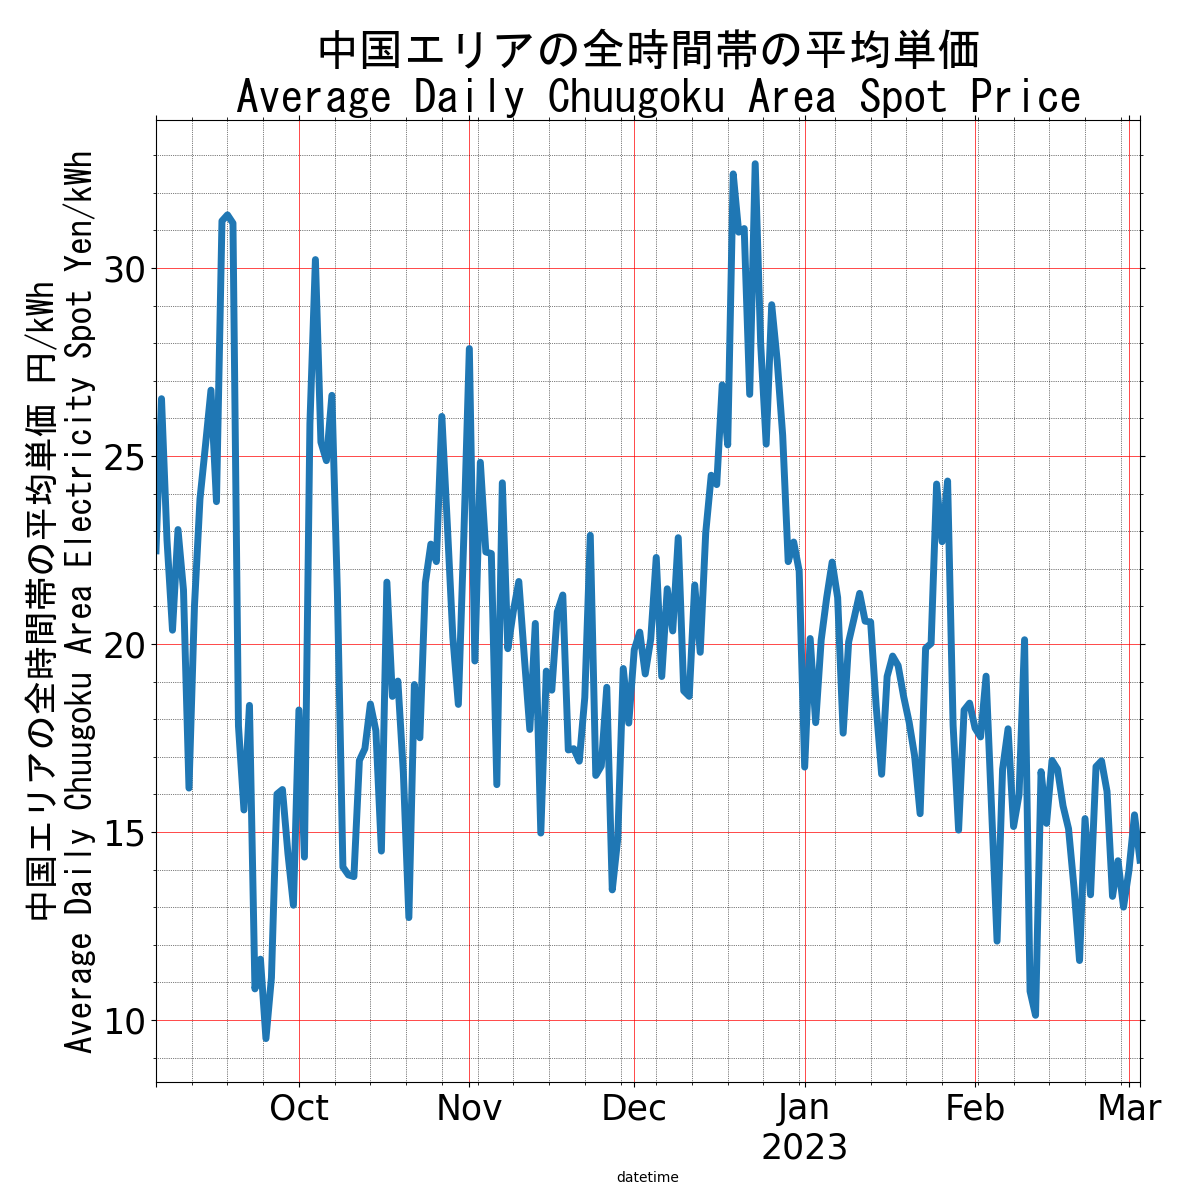 中国エリアの全時間帯の平均単価
Average Daily Chuugoku Area Spot Price
中国エリアの全時間帯の平均単価 円/kWh
Average Daily Chuugoku Area Electricity Spot Yen/kWh
30
25
20
15
10
Oct Nov Dec Jan Feb Mar
2023
datetime